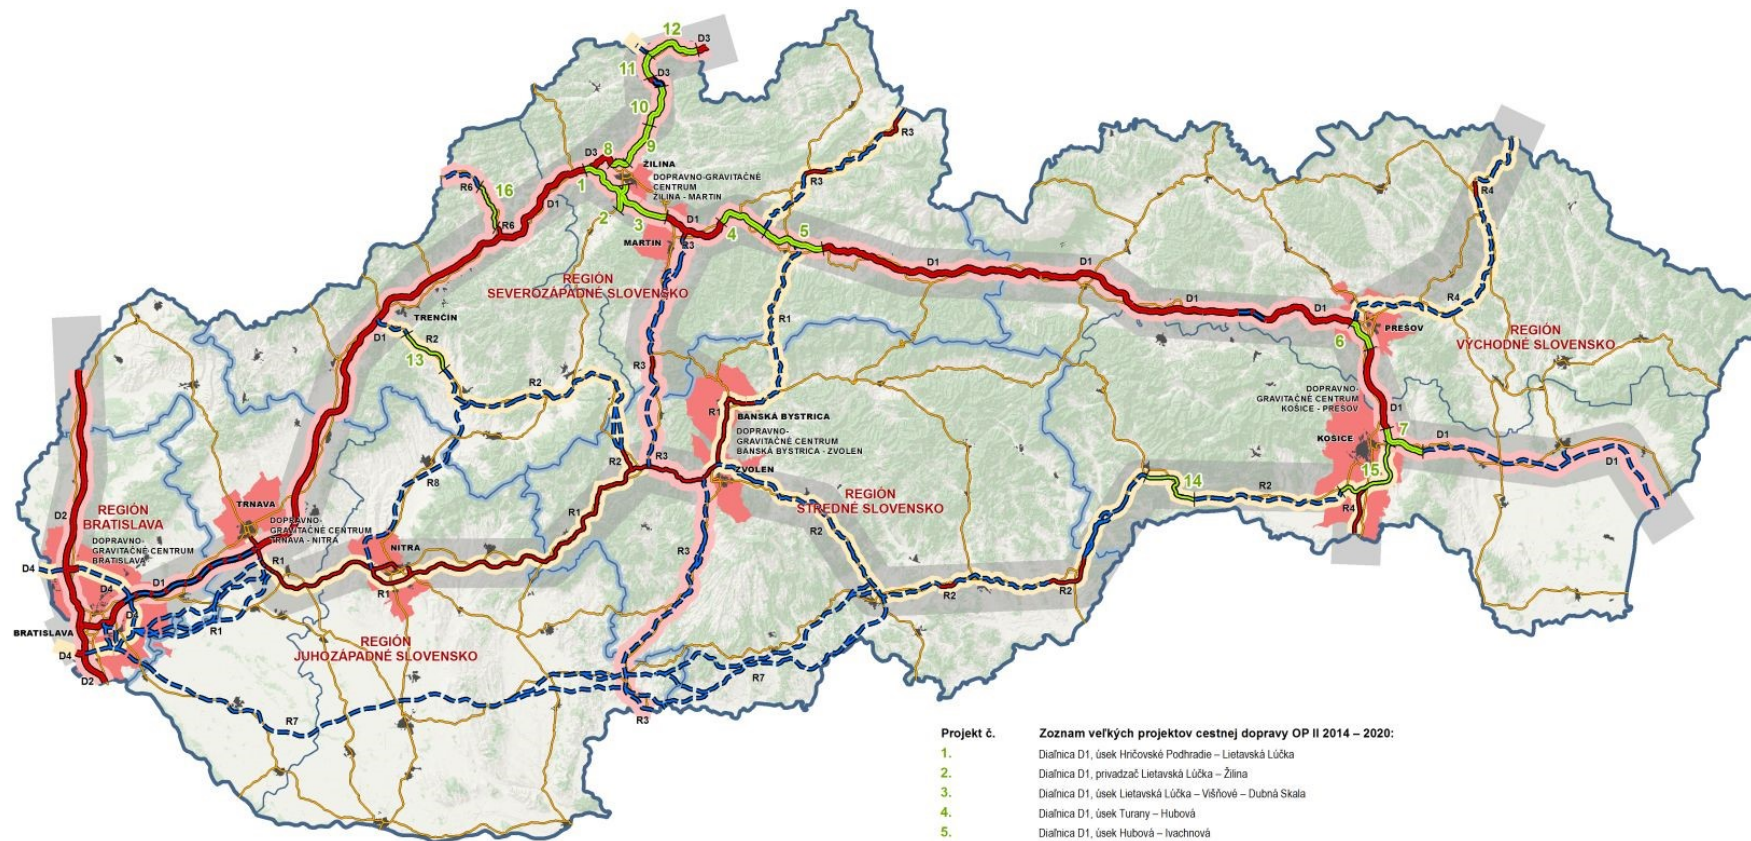 12
D3
11
D3
10
R3
9
D3
8
ŽILINA
DOPRAVNO-GRAVITAČNÉ
CENTRUM
ŽILINA - MARTIN
R3
1
16
R6
R6
D1
2
3
D1
4
5
MARTIN
R3
R4
D1
D1
D1
D1
R4
REGIÓN
SEVEROZÁPADNÉ SLOVENSKO
TRENČÍN
D1
R2
13
R1
6
PREŠOV
REGIÓN
VÝCHODNÉ SLOVENSKO
R3
R2
R1
BANSKÁ BYSTRICA
DOPRAVNO-
GRAVITAČNÉ CENTRUM
BANSKÁ BYSTRICA - ZVOLEN
DOPRAVNO-
GRAVITAČNÉ CENTRUM
KOŠICE - PREŠOV
D1
7
KOŠICE
D1
D1
R2
R3
ZVOLEN
R8
15
14
R2
R4
REGIÓN
STREDNÉ SLOVENSKO
R2
TRNAVA
DOPRAVNO-
GRAVITAČNÉ CENTRUM
TRNAVA - NITRA
REGIÓN
BRATISLAVA
DOPRAVNO-
GRAVITAČNÉ CENTRUM
BRATISLAVA
D2
R1
NITRA
R1
R1
R3
D4
D1
D4
D4
R1
R2
R2
BRATISLAVA
D4
D2
REGIÓN
JUHOZÁPADNÉ SLOVENSKO
R7
R7
R3
Projekt č. Zoznam veľkých projektov cestnej dopravy OP II 2014 – 2020:
1. Diaľnica D1, úsek Hričovské Podhradie – Lietavská Lúčka
2. Diaľnica D1, privádzač Lietavská Lúčka – Žilina
3. Diaľnica D1, úsek Lietavská Lúčka – Višňové – Dubná Skala
4. Diaľnica D1, úsek Turany – Hubová
5. Diaľnica D1, úsek Hubová – Ivachnová